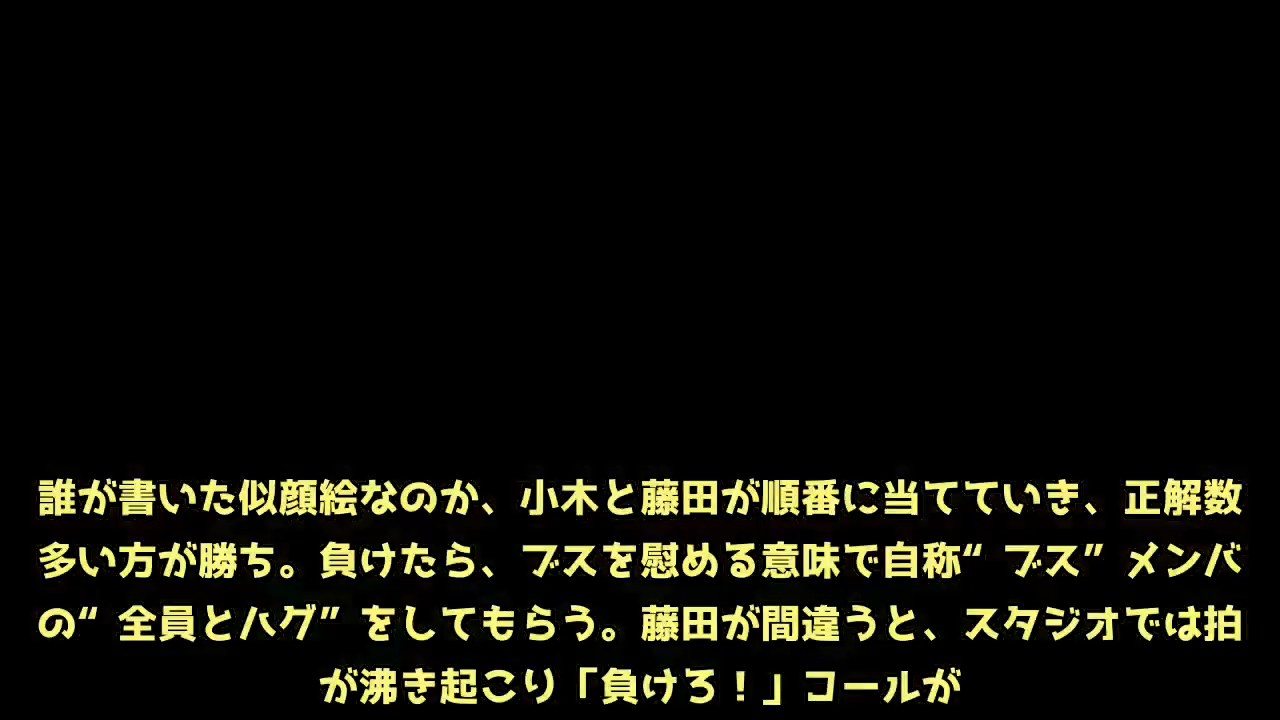 誰が書いた似顔絵なのか、小木と藤田が順番に当てていき、正解数
多い方が勝ち。負けたら、ブスを慰める意味で自称“ ブス” メンバ
の“ 全員とハグ” をしてもらう。藤田が間違うと、スタジオでは拍
が沸き起こり「負けろ！」コールが